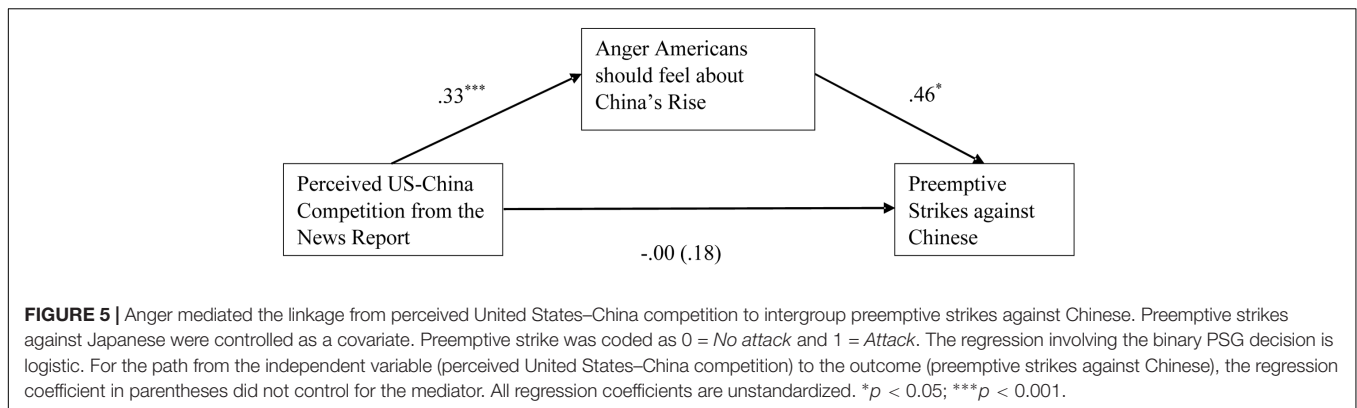 Anger Americans
should feel about
China's Rise
.33***
.46*
Perceived US-China
Competition from the
News Report
Preemptive
Strikes against
Chinese
-.00 (.18)
FIGURE 5 | Anger mediated the linkage from perceived United States–China competition to intergroup preemptive strikes against Chinese. Preemptive strikes
against Japanese were controlled as a covariate. Preemptive strike was coded as 0 = No attack and 1 = Attack. The regression involving the binary PSG decision is
logistic. For the path from the independent variable (perceived United States–China competition) to the outcome (preemptive strikes against Chinese), the regression
coefficient in parentheses did not control for the mediator. All regression coefficients are unstandardized. *p < 0.05; ***p < 0.001.